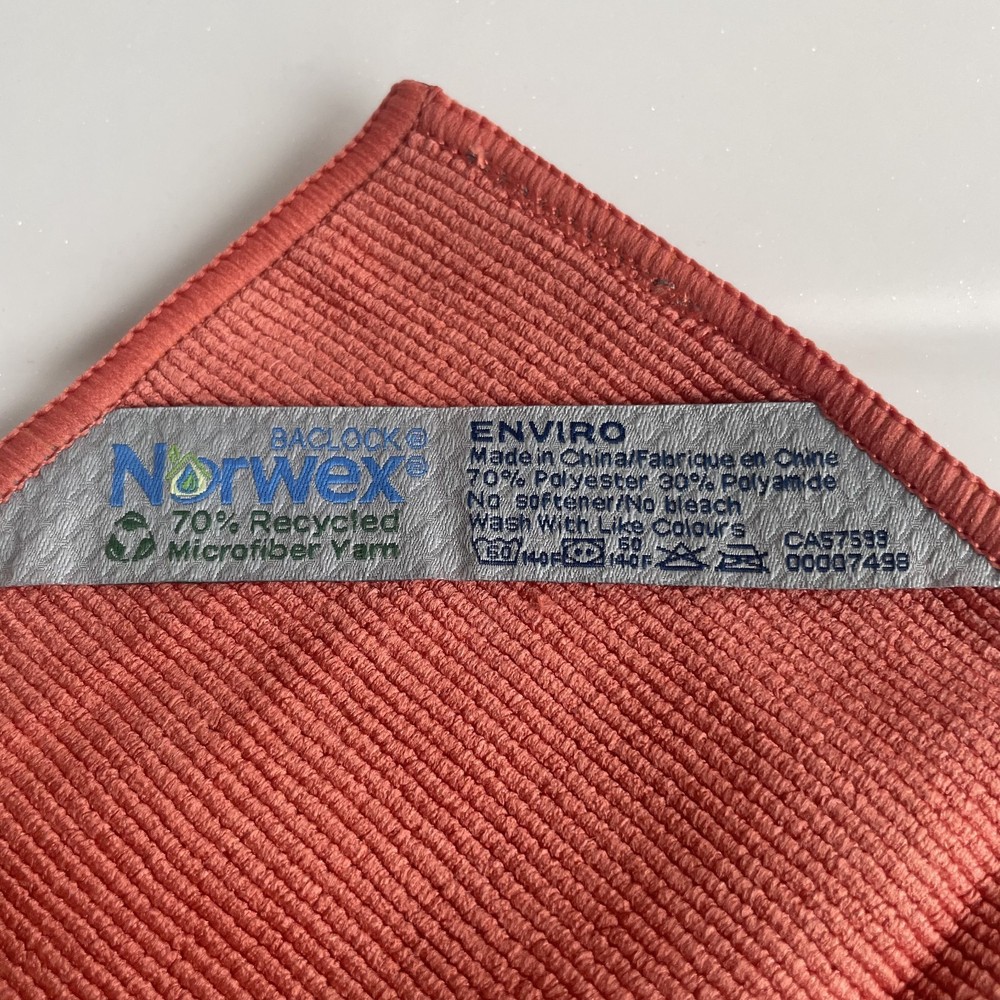 BACLOCK®
Norwex®
70% Recycled
Microfiber Yarn
ENVIRO
Made in China/Fabrique en Chine
70% Polyester 30% Polyamide
No softener/No bleach
Wash With Like Colours
60 140F 60 140F
CA57599
00007498